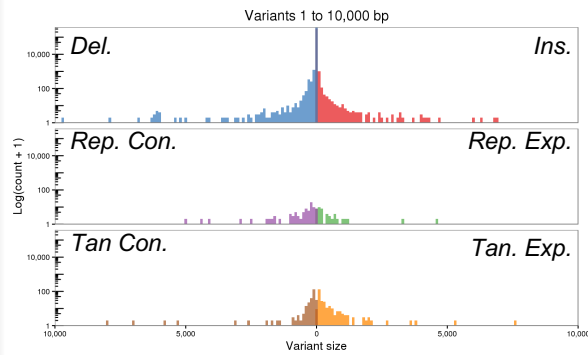 Variants 1 to 10,000 bp
Del. Ins.
10,000
100
1
Rep. Con. Rep. Exp.
10,000
100
1
Tan Con. Tan. Exp.
10,000
100
1
Log(count + 1)
10,000 5,000 0 5,000 10,000
Variant size